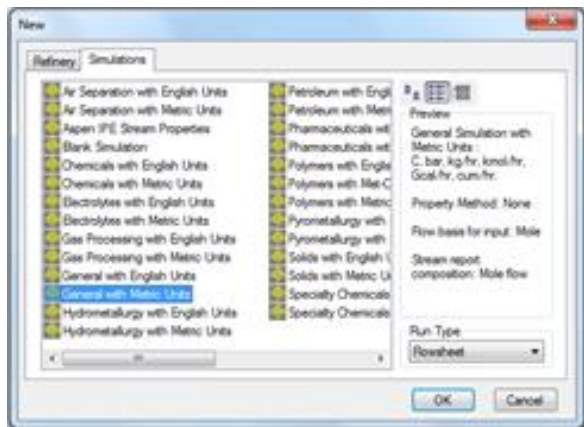 New
Refinery
Simulations
Air Separation with English Units
Air Separation with Metric Units
Aspen IPE Stream Properties
Blank Simulation
Chemicals with English Units
Chemicals with Metric Units
Electrolytes with English Units
Electrolytes with Metric Units
Gas Processing with English Units
Gas Processing with Metric Units
General with English Units
General with Metric Units
Hydrometallurgy with English Units
Hydrometallurgy with Metric Units
Petroleum with Engli
Petroleum with Metri
Pharmaceuticals wit
Pharmaceuticals wit
Polymers with Englis
Polymers with Met-C
Polymers with Metric
Pyrometallurgy with
Pyrometallurgy with
Solids with English U
Solids with Metric Un
Specialty Chemicals
Specialty Chemicals
Preview
General Simulation with
Metric Units :
C, bar, kg/hr, kmol/hr,
Gcal/hr, cum/hr.
Property Method: None
Flow basis for input: Mole
Stream report
composition: Mole flow
Run Type
Flowsheet
OK
Cancel